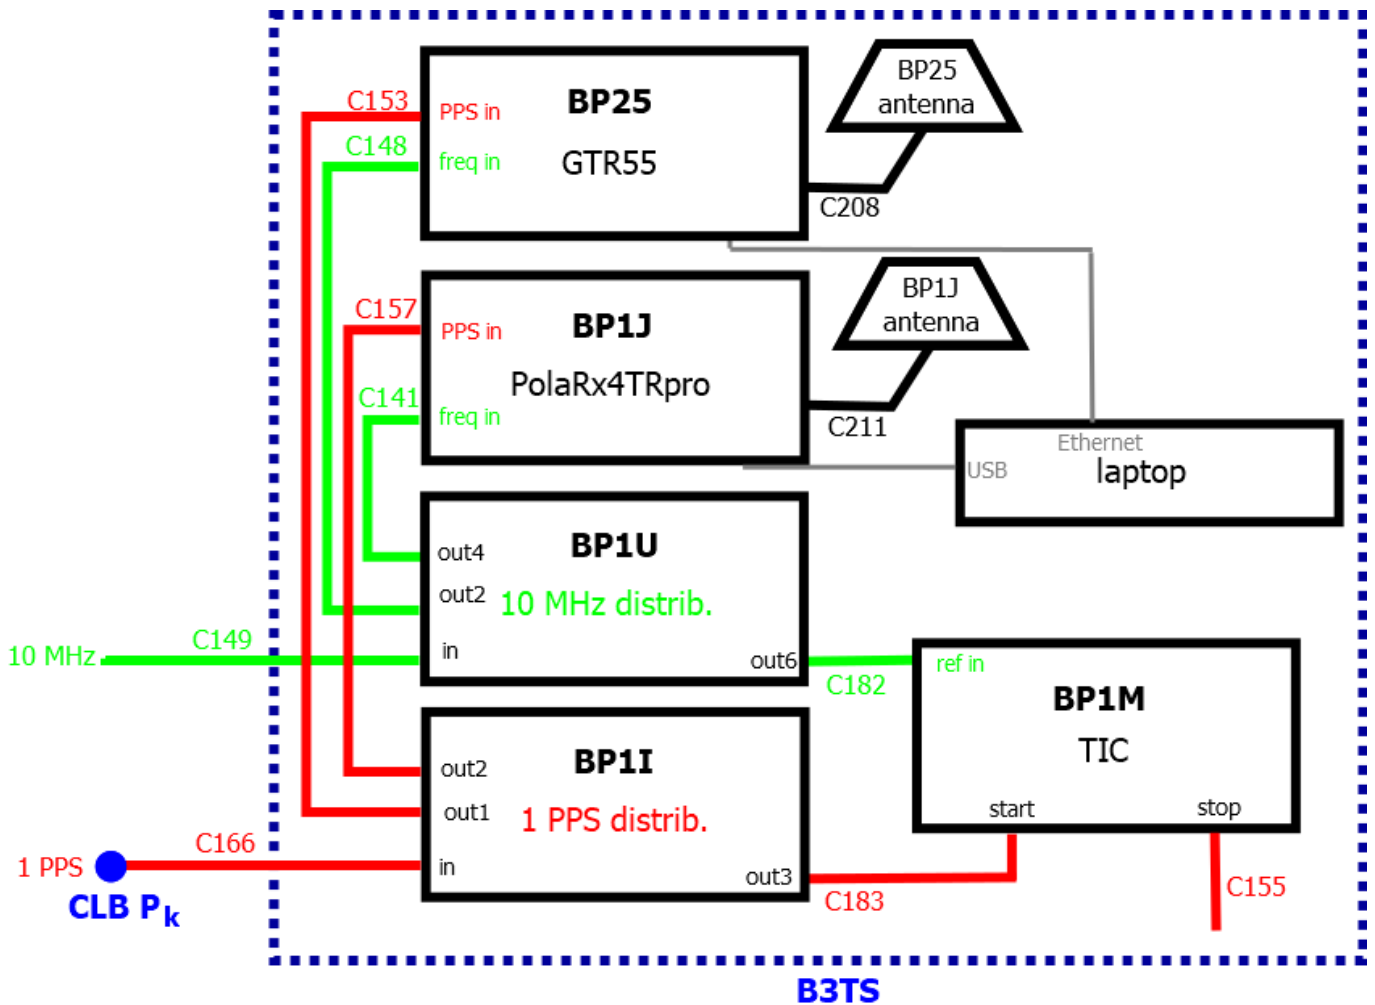 BP25
antenna
C153
PPS in
BP25
C148
freq in
GTR55
C208
BP1J
antenna
C157
PPS in
BP1J
PolaRx4TRpro
C141
freq in
C211
Ethernet
USB
laptop
out4
BP1U
out2
10 MHz distrib.
C149
10 MHz
in
out6
C182
ref in
BP1M
TIC
start
stop
out2
BP1I
out1
1 PPS distrib.
C166
1 PPS
in
out3
C183
C155
CLB Pk
B3TS